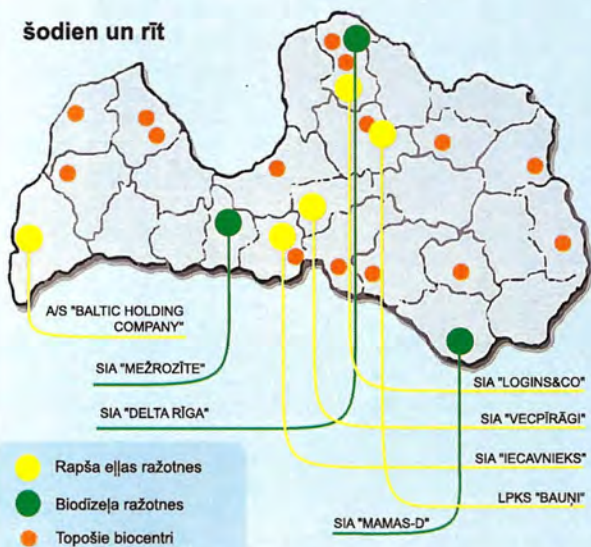 šodien un rīt
A/S "BALTIC HOLDING
COMPANY"
SIA "MEŽROZĪTE"
SIA "DELTA RĪGA"
SIA "LOGINS&CO"
SIA "VECPĪRĀGI"
SIA "IECAVNIEKS"
LPKS "BAUŅI"
SIA "MAMAS-D"
Rapša eļļas ražotnes
Biodīzeļa ražotnes
Topošie biocentri